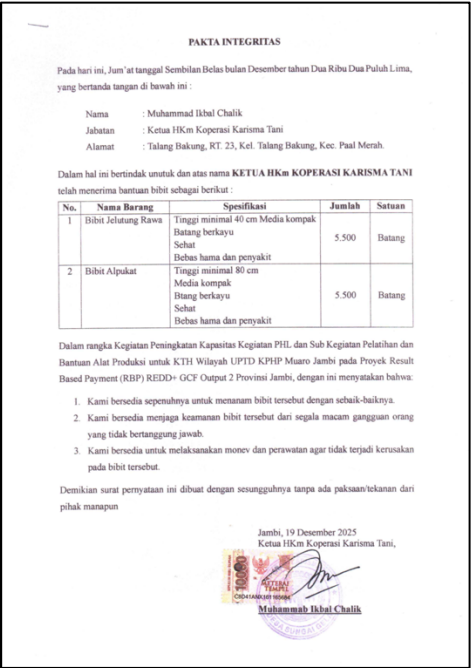 PAKTA INTEGRITAS
Pada hari ini, Jum'at tanggal Sembilan Belas bulan Desember tahun Dua Ribu Dua Puluh Lima,
yang bertanda tangan di bawah ini :
Nama : Muhammad Ikbal Chalik
Jabatan : Ketua HKm Koperasi Karisma Tani
Alamat : Talang Bakung, RT. 23, Kel. Talang Bakung, Kec. Paal Merah.
Dalam hal ini bertindak unutuk dan atas nama KETUA HKm KOPERASI KARISMA TANI
telah menerima bantuan bibit sebagai berikut :
No. Nama Barang Spesifikasi Jumlah Satuan
1 Bibit Jelutung Rawa Tinggi minimal 40 cm Media kompak
Batang berkayu
5.500 Batang
Sehat
Bebas hama dan penyakit
2 Bibit Alpukat Tinggi minimal 80 cm
Media kompak
Btang berkayu 5.500 Batang
Sehat
Bebas hama dan penyakit
Dalam rangka Kegiatan Peningkatan Kapasitas Kegiatan PHL dan Sub Kegiatan Pelatihan dan
Bantuan Alat Produksi untuk KTH Wilayah UPTD KPHP Muaro Jambi pada Proyek Result
Based Payment (RBP) REDD+ GCF Output 2 Provinsi Jambi, dengan ini menyatakan bahwa:
1. Kami bersedia sepenuhnya untuk menanam bibit tersebut dengan sebaik-baiknya.
2. Kami bersedia menjaga keamanan bibit tersebut dari segala macam gangguan orang
yang tidak bertanggung jawab.
3. Kami bersedia untuk melaksanakan monev dan perawatan agar tidak terjadi kerusakan
pada bibit tersebut.
Demikian surat pernyataan ini dibuat dengan sesungguhnya tanpa ada paksaan/tekanan dari
pihak manapun
Jambi, 19 Desember 2025
Ketua HKm Koperasi Karisma Tani,
10000
METERAI
TEMPEL
Muhammab Ikbal Chalik